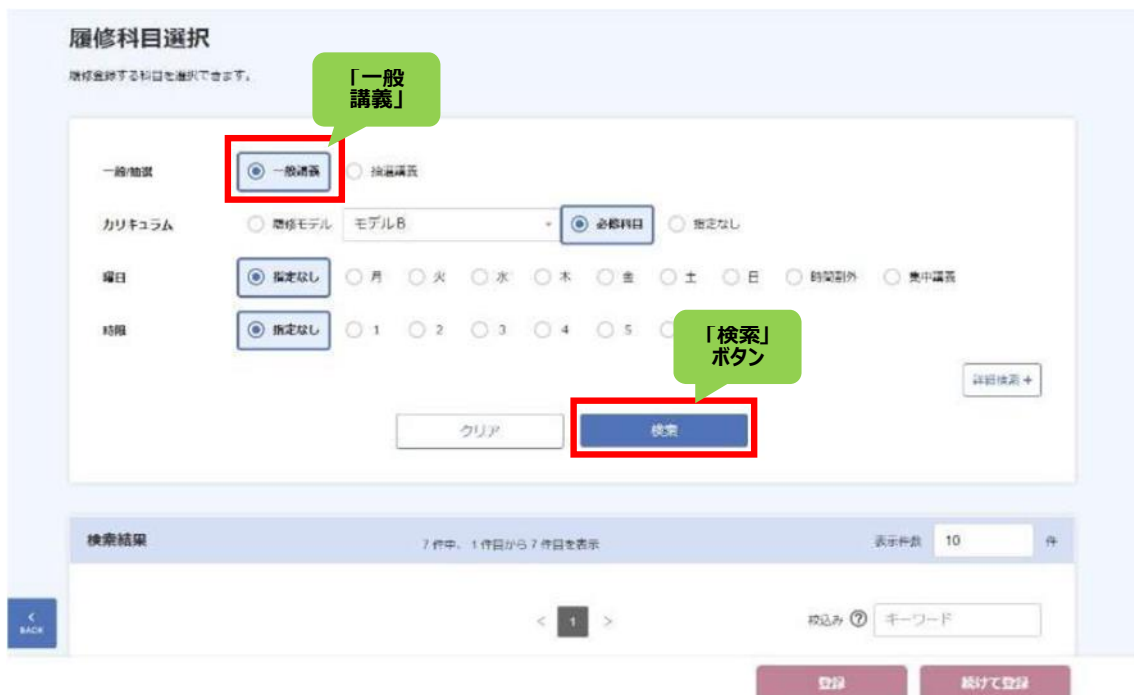 履修科目選択
履修登録する科目を選択できます。
「一般
講義」
一般/抽選 一般講義 抽選講義
カリキュラム 履修モデル モデルB 必修科目 指定なし
曜日 指定なし 月 火 水 木 金 土 日 時間割外 集中講義
時限 指定なし 1 2 3 4 5
「検索」
ボタン
詳細検索 +
クリア 検索
検索結果 7 件中、1 件目から 7 件目を表示 表示件数 10 件
< 1 > 絞込み ? キーワード
< 
BACK
登録 続けて登録